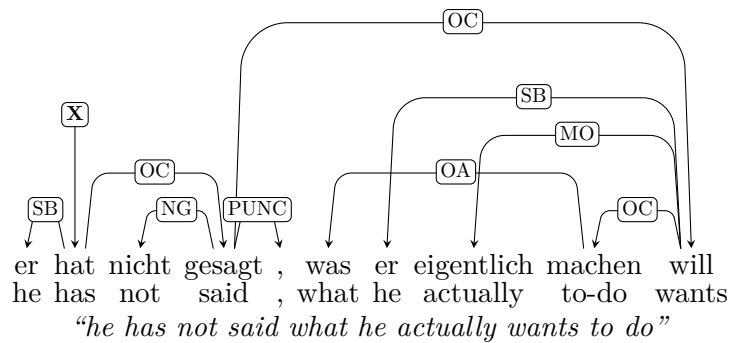 OC
SB
X
MO
OC OA
SB NG PUNC OC
er hat nicht gesagt , was er eigentlich machen will
he has not said , what he actually to-do wants
“he has not said what he actually wants to do”